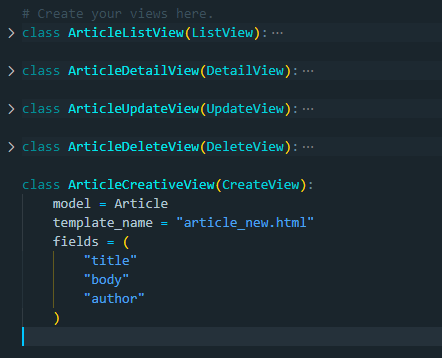 # Create your views here.
class ArticleListView(ListView):⋯
class ArticleDetailView(DetailView):⋯
class ArticleUpdateView(UpdateView):⋯
class ArticleDeleteView(DeleteView):⋯
class ArticleCreativeView(CreateView):
    model = Article
    template_name = "article_new.html"
    fields = (
        "title"
        "body"
        "author"
    )